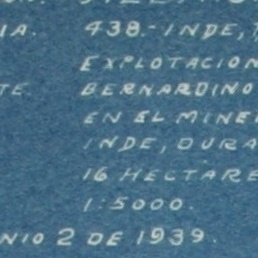 IA. 438.-INDE,
EXPLOTACION
TE. BERNARDINO
EN EL MINE
INDE, DURA
16 HECTARE
1:5000.
NIO 2 DE 1939.